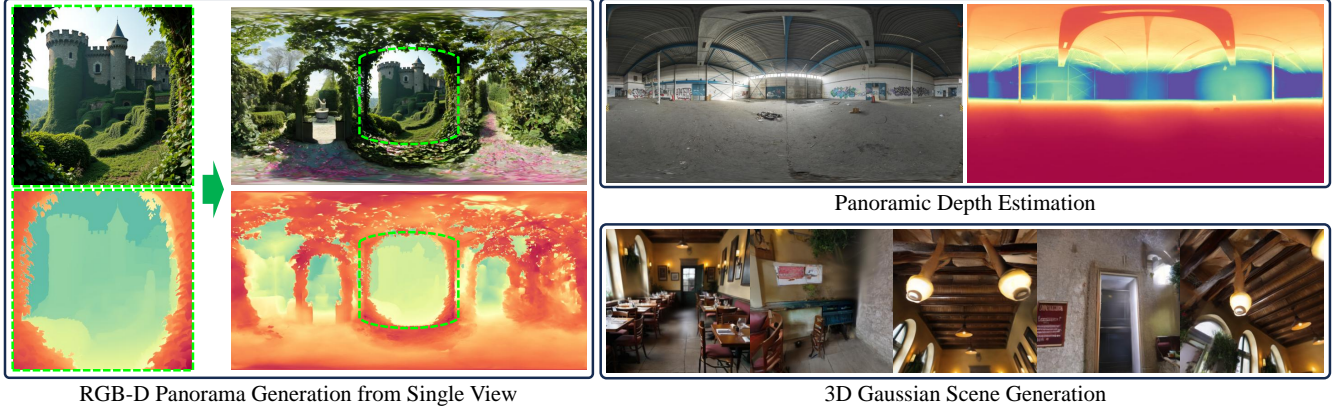 RGB-D Panorama Generation from Single View
Panoramic Depth Estimation
3D Gaussian Scene Generation